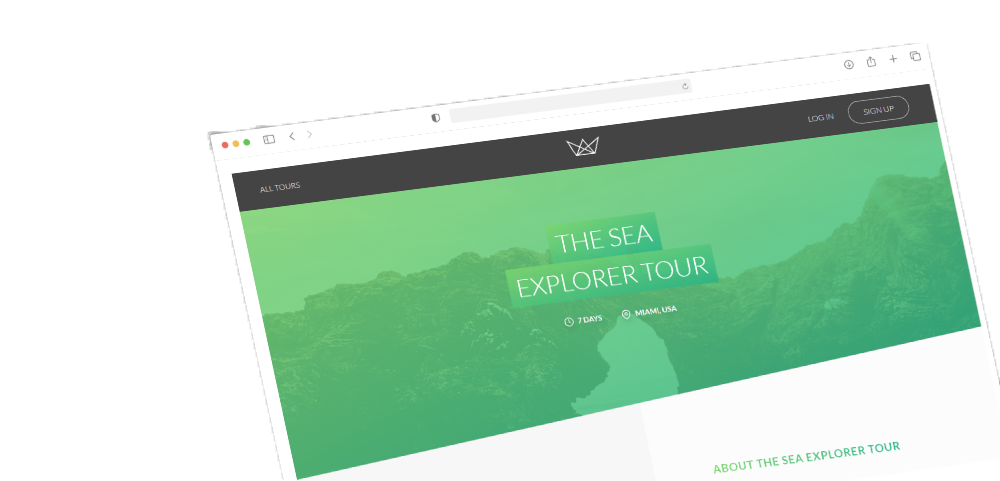 ALL TOURS
LOG IN
SIGN UP
THE SEA
EXPLORER TOUR
7 DAYS
MIAMI, USA
ABOUT THE SEA EXPLORER TOUR